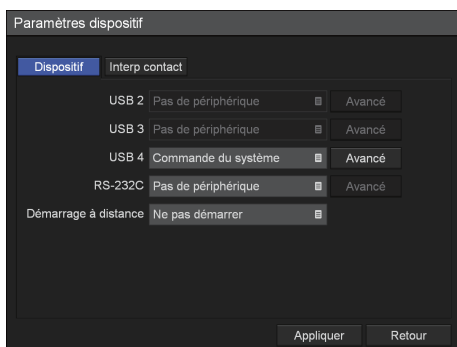 Paramètres dispositif
Dispositif Interp contact
USB 2 Pas de périphérique Avancé
USB 3 Pas de périphérique Avancé
USB 4 Commande du système Avancé
RS-232C Pas de périphérique Avancé
Démarrage à distance Ne pas démarrer
Appliquer Retour